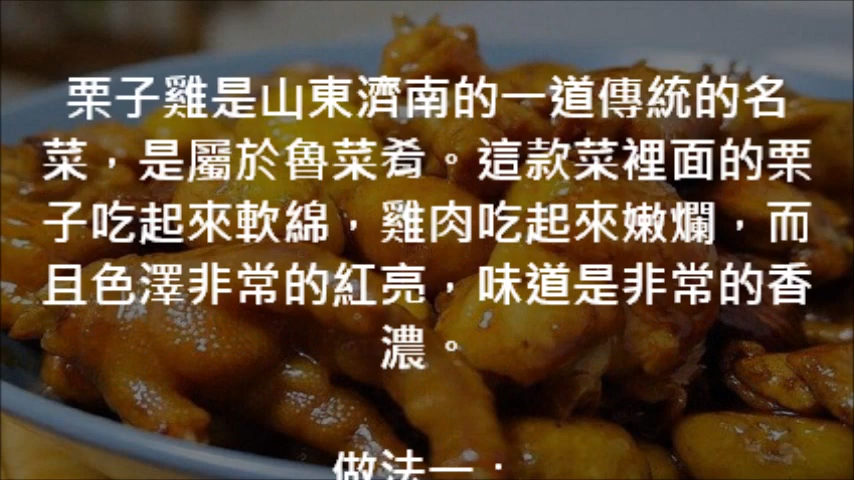 栗子雞是山東濟南的一道傳統的名
菜，是屬於魯菜肴。這款菜裡面的栗
子吃起來軟綿，雞肉吃起來嫩爛，而
且色澤非常的紅亮，味道是非常的香
濃。
做法一：